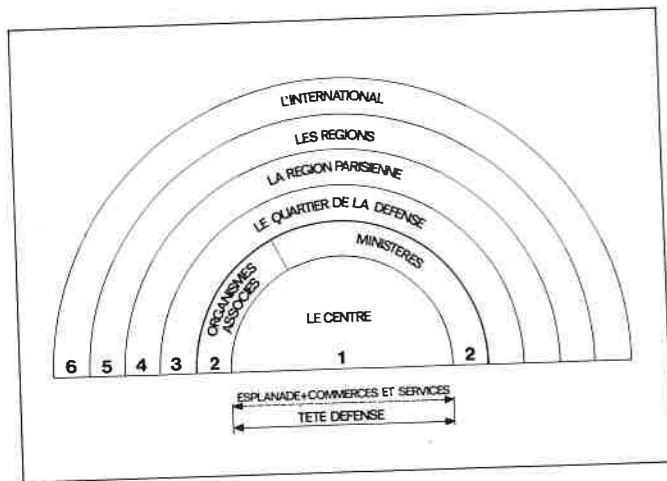 L'INTERNATIONAL
LES REGIONS
LA REGION PARISIENNE
LE QUARTIER DE LA DEFENSE
MINISTERES
ORGANISMES
ASSOCIES
LE CENTRE
6 5 4 3 2 1 2
ESPLANADE+COMMERCES ET SERVICES
TETE DEFENSE